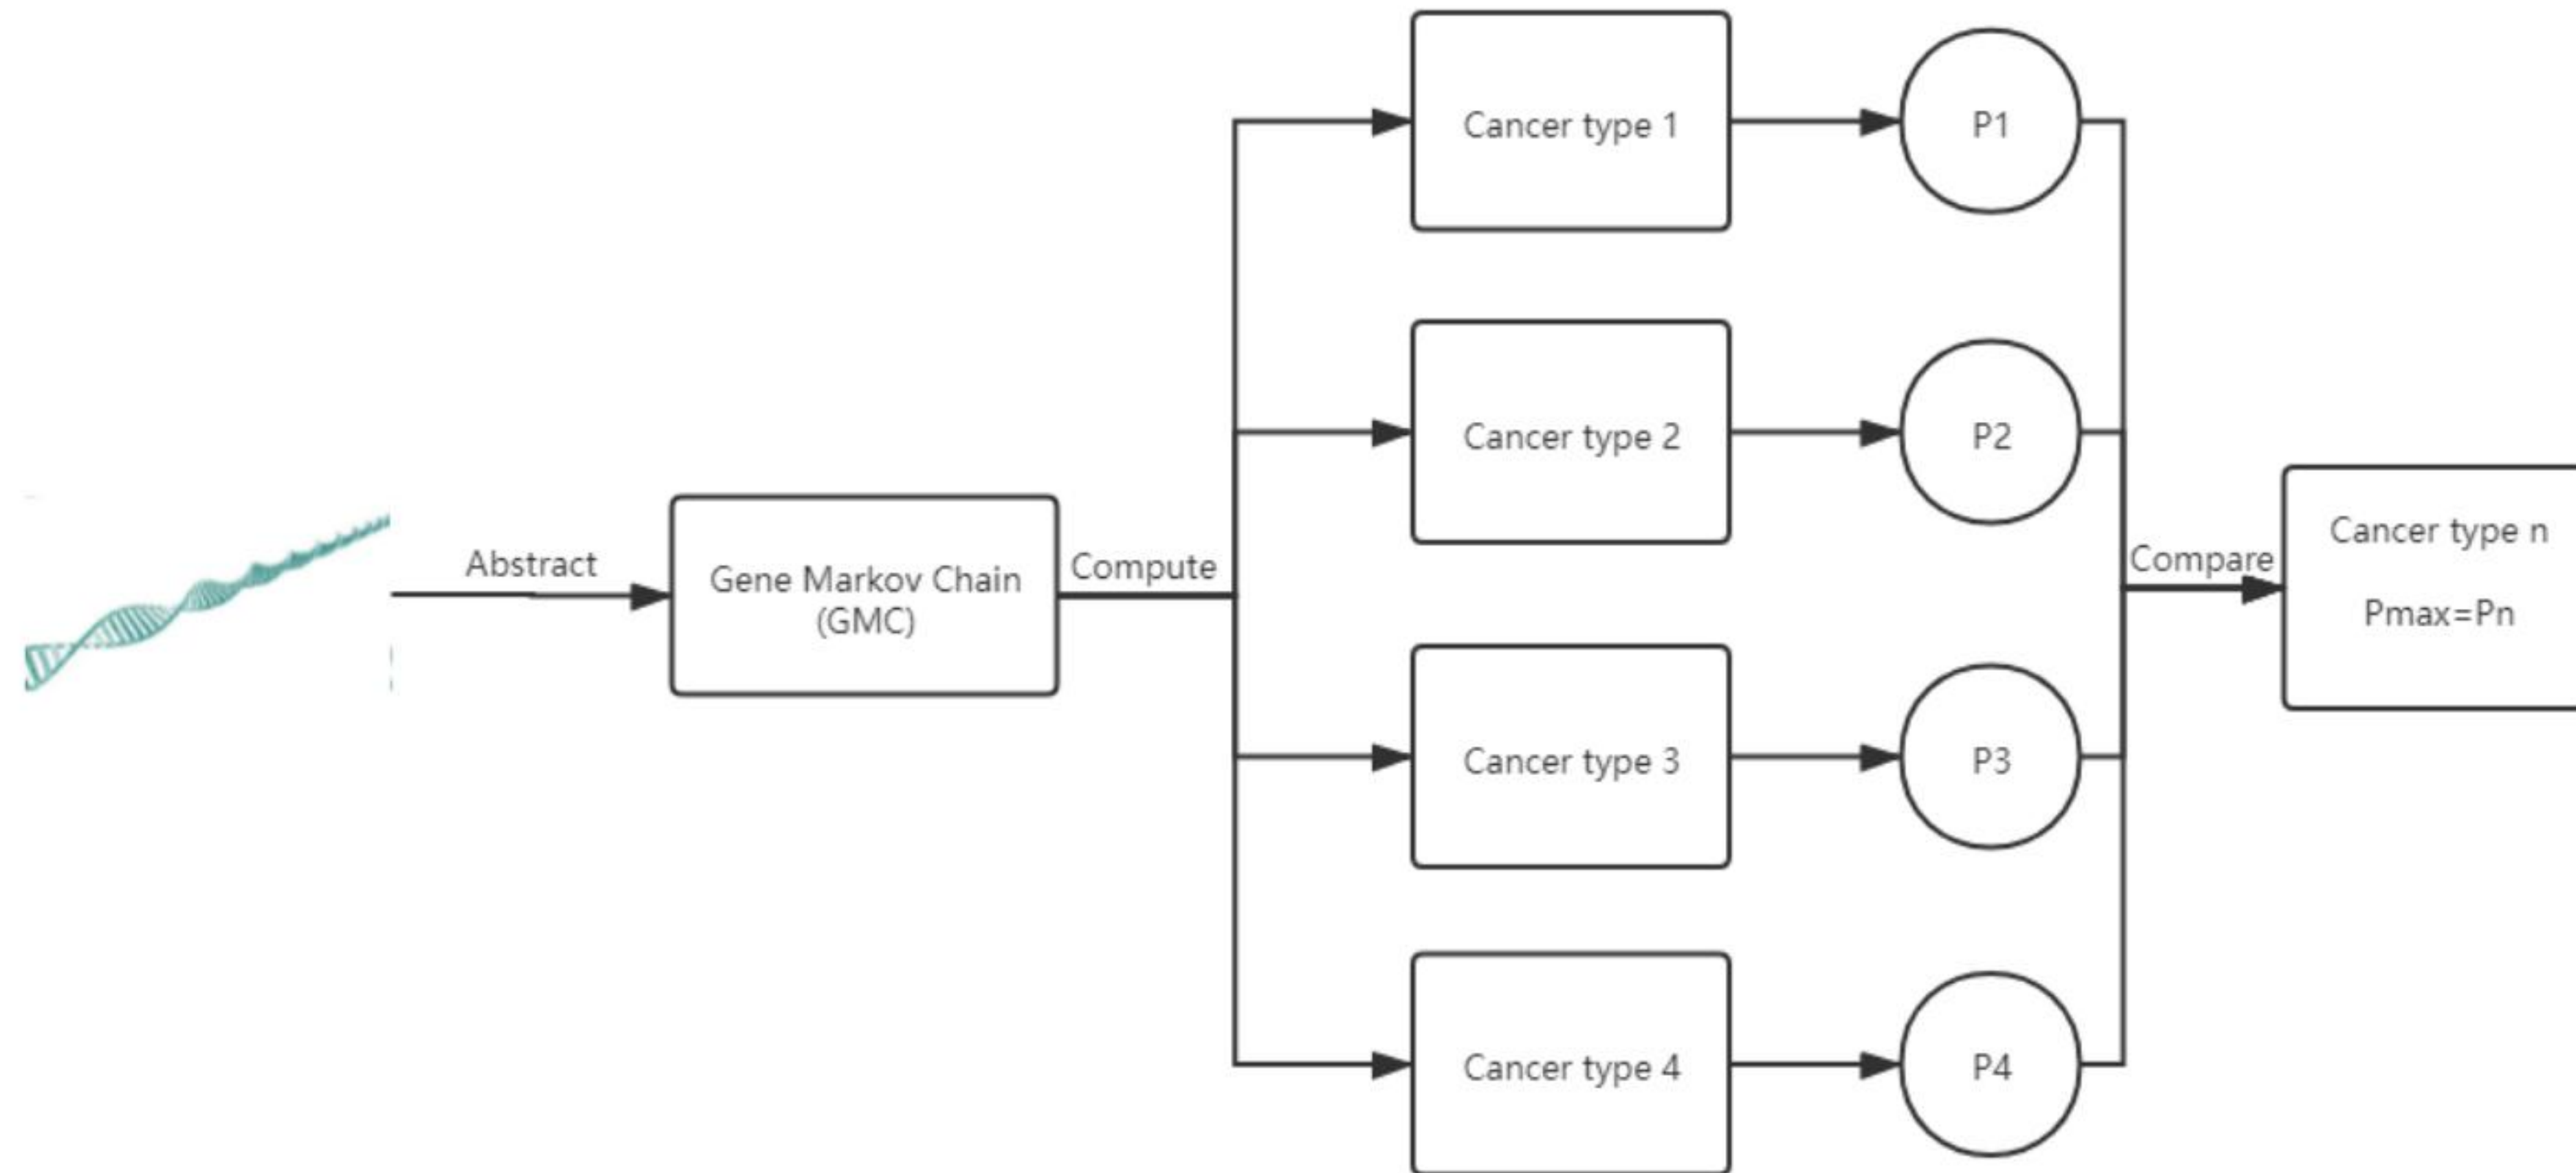 Abstract
Gene Markov Chain
(GMC)
Compute
Cancer type 1
P1
Cancer type 2
P2
Cancer type 3
P3
Cancer type 4
P4
Compare
Cancer type n
Pmax=Pn